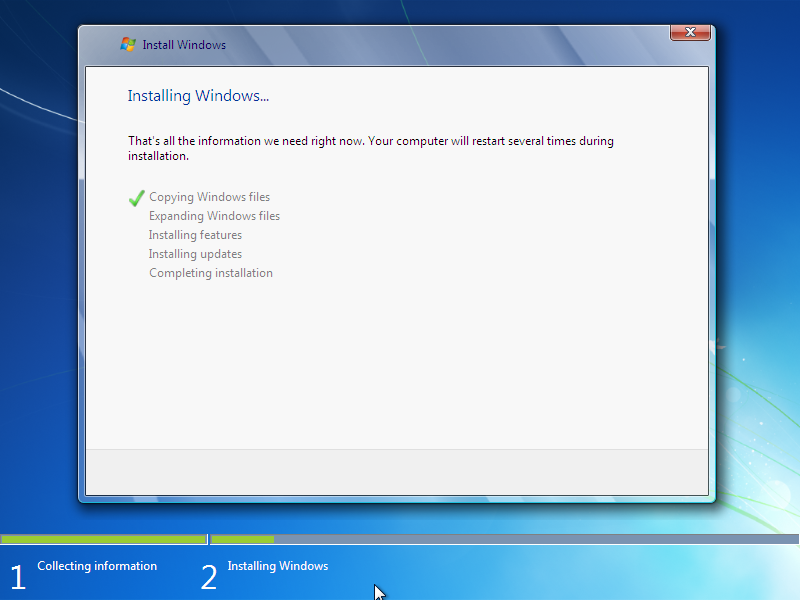 Install Windows
Installing Windows...
That's all the information we need right now. Your computer will restart several times during
installation.
Copying Windows files
Expanding Windows files
Installing features
Installing updates
Completing installation
1 Collecting information
2 Installing Windows